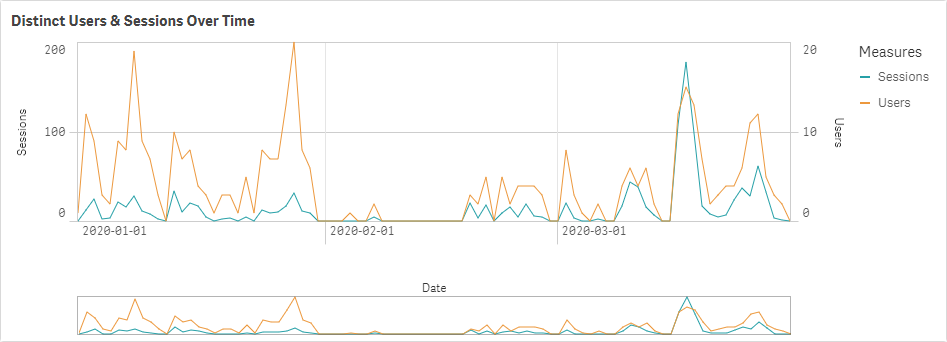 Distinct Users & Sessions Over Time
200
100
0
Sessions
20
10
0
Users
2020-01-01
2020-02-01
2020-03-01
Date
Measures
Sessions
Users